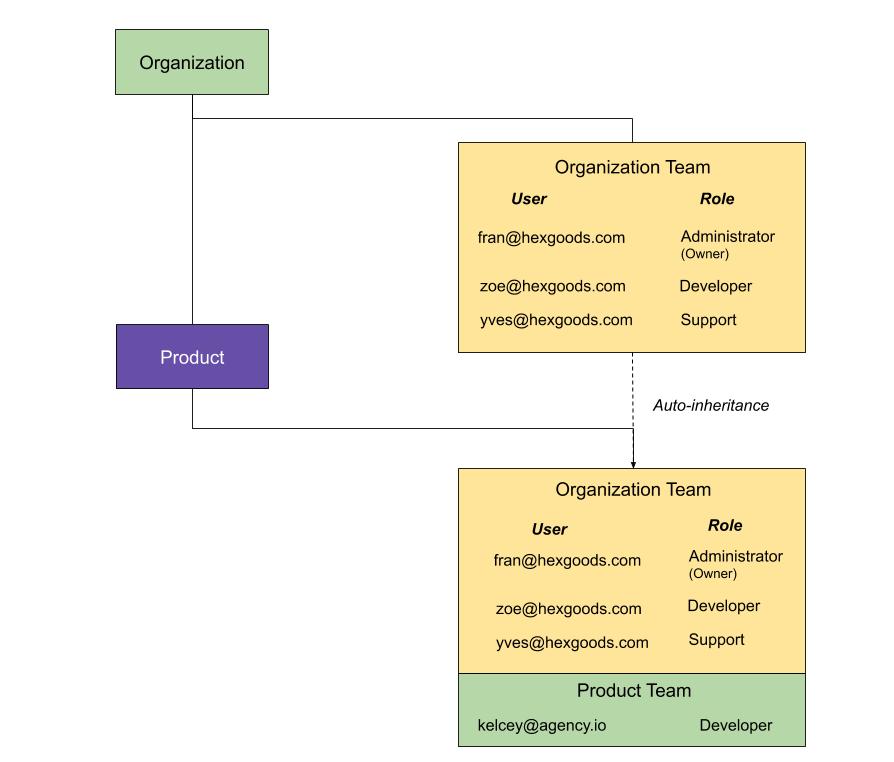 Organization
Organization Team
User Role
fran@hexgoods.com Administrator
(Owner)
zoe@hexgoods.com Developer
yves@hexgoods.com Support
Product
Auto-inheritance
Organization Team
User Role
fran@hexgoods.com Administrator
(Owner)
zoe@hexgoods.com Developer
yves@hexgoods.com Support
Product Team
kelcey@agency.io Developer